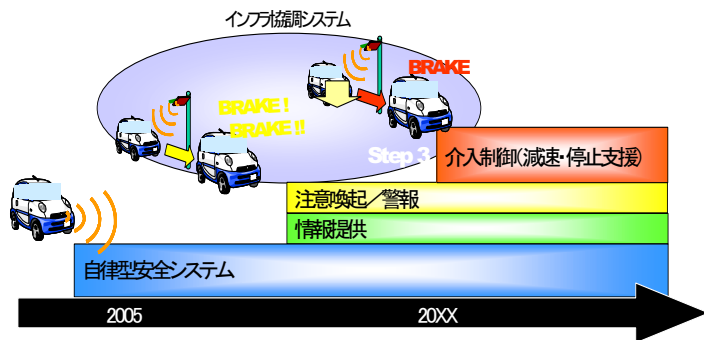 インフラ協調システム
BRAKE
BRAKE !
BRAKE !!
Step 3
介入制御(減速・停止支援)
注意喚起／警報
情報提供
自律型安全システム
2005
20XX